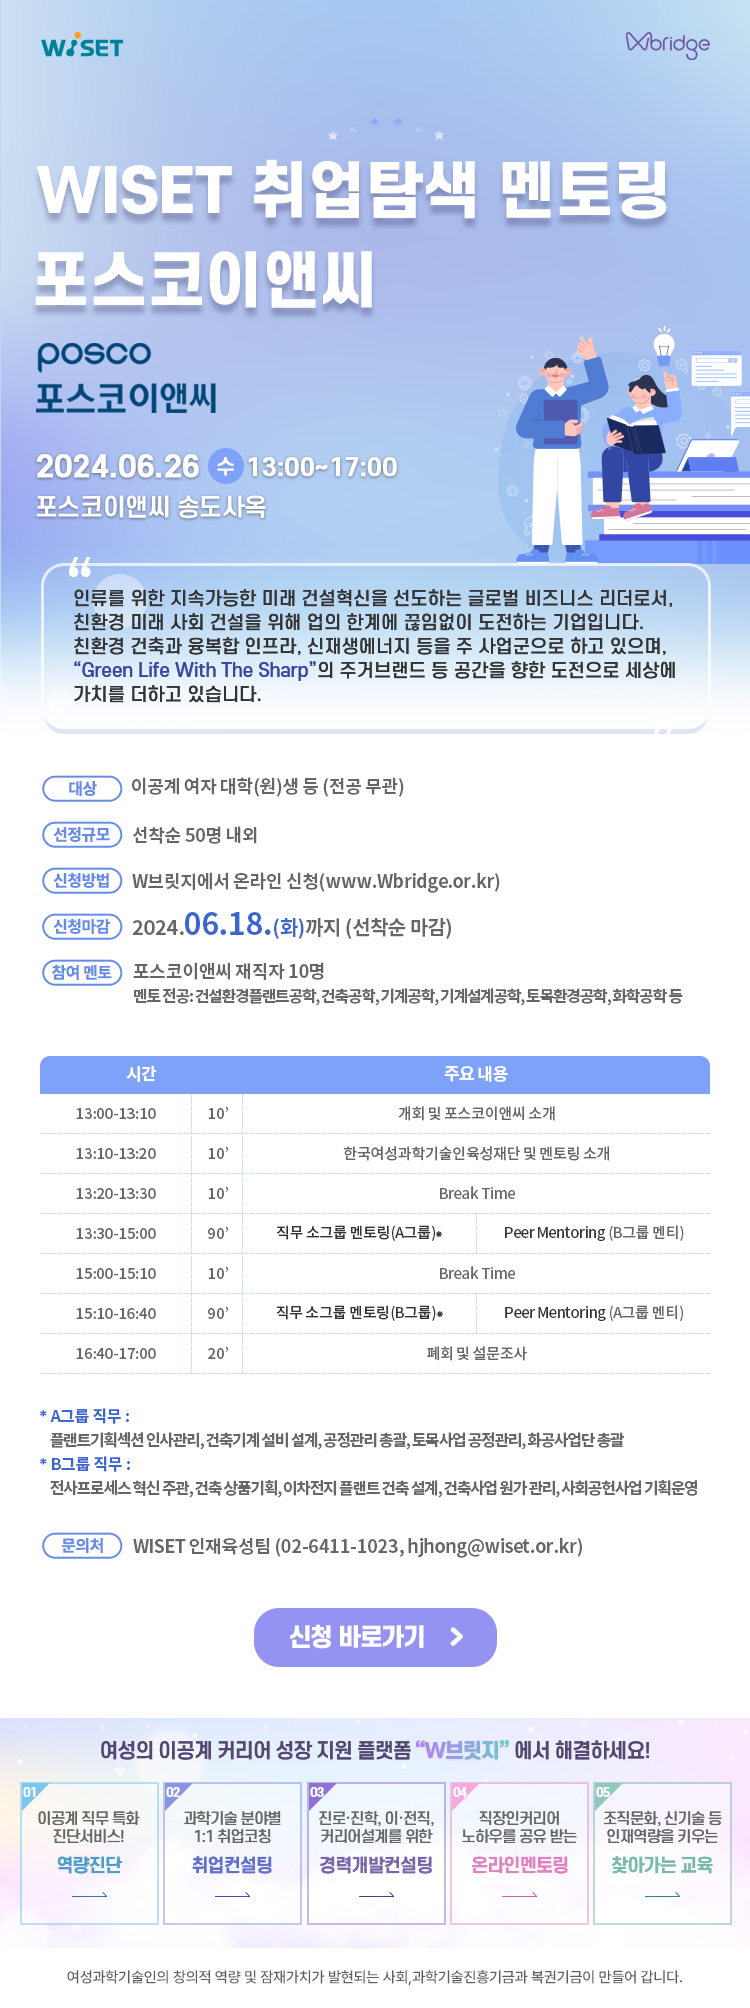 WISET
Wbridge
WISET 취업탐색 멘토링
포스코이앤씨
posco
포스코이앤씨
2024.06.26 수 13:00~17:00
포스코이앤씨 송도사옥
“
인류를 위한 지속가능한 미래 건설혁신을 선도하는 글로벌 비즈니스 리더로서,
친환경 미래 사회 건설을 위해 업의 한계에 끊임없이 도전하는 기업입니다.
친환경 건축과 융복합 인프라, 신재생에너지 등을 주 사업군으로 하고 있으며,
“Green Life With The Sharp”의 주거브랜드 등 공간을 향한 도전으로 세상에
가치를 더하고 있습니다.
”
대상 이공계 여자 대학(원)생 등 (전공 무관)
선정규모 선착순 50명 내외
신청방법 W브릿지에서 온라인 신청(www.Wbridge.or.kr)
신청마감 2024.06.18.(화)까지 (선착순 마감)
참여 멘토 포스코이앤씨 재직자 10명
멘토 전공: 건설환경플랜트공학, 건축공학, 기계공학, 기계설계공학, 토목환경공학, 화학공학 등
시간 주요 내용
13:00-13:10 10’ 개회 및 포스코이앤씨 소개
13:10-13:20 10’ 한국여성과학기술인육성재단 및 멘토링 소개
13:20-13:30 10’ Break Time
13:30-15:00 90’ 직무 소그룹 멘토링(A그룹)* Peer Mentoring (B그룹 멘티)
15:00-15:10 10’ Break Time
15:10-16:40 90’ 직무 소그룹 멘토링(B그룹)* Peer Mentoring (A그룹 멘티)
16:40-17:00 20’ 폐회 및 설문조사
* A그룹 직무 :
플랜트기획섹션 인사관리, 건축기계 설비 설계, 공정관리 총괄, 토목사업 공정관리, 화공사업단 총괄
* B그룹 직무 :
전사프로세스 혁신 주관, 건축 상품기획, 이차전지 플랜트 건축 설계, 건축사업 원가 관리, 사회공헌사업 기획운영
문의처 WISET 인재육성팀 (02-6411-1023, hjhong@wiset.or.kr)
신청 바로가기 >
여성의 이공계 커리어 성장 지원 플랫폼 “W브릿지” 에서 해결하세요!
01
이공계 직무 특화
진단서비스!
역량진단
02
과학기술 분야별
1:1 취업코칭
취업컨설팅
03
진로·진학, 이·전직,
커리어설계를 위한
경력개발컨설팅
04
직장인커리어
노하우를 공유 받는
온라인멘토링
05
조직문화, 신기술 등
인재역량을 키우는
찾아가는 교육
여성과학기술인의 창의적 역량 및 잠재가치가 발현되는 사회,과학기술진흥기금과 복권기금이 만들어 갑니다.